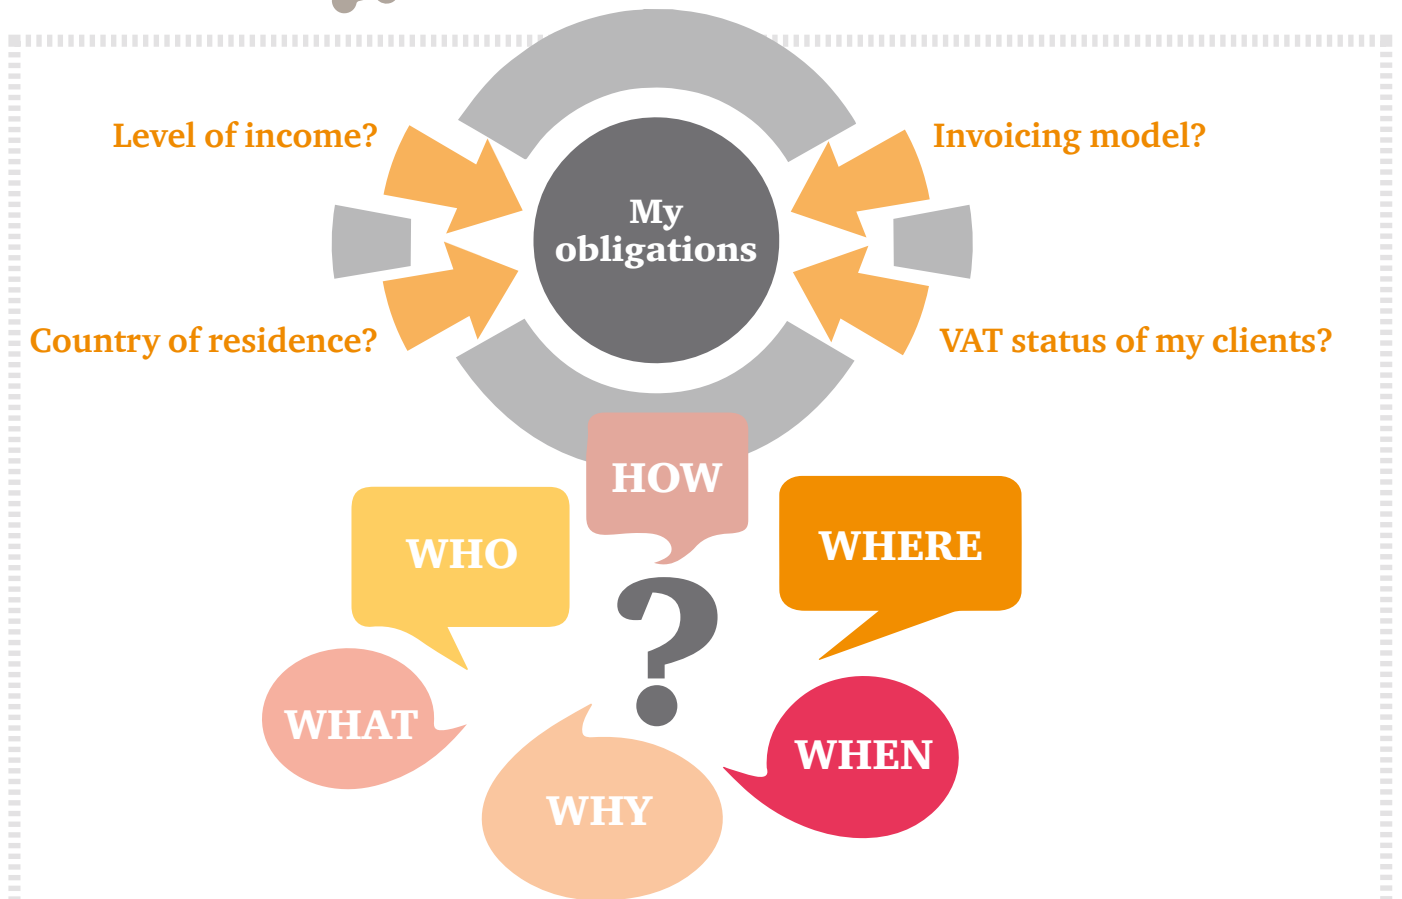 Level of income?
Invoicing model?
My
obligations
Country of residence?
VAT status of my clients?
HOW
WHO
WHERE
?
WHAT
WHEN
WHY